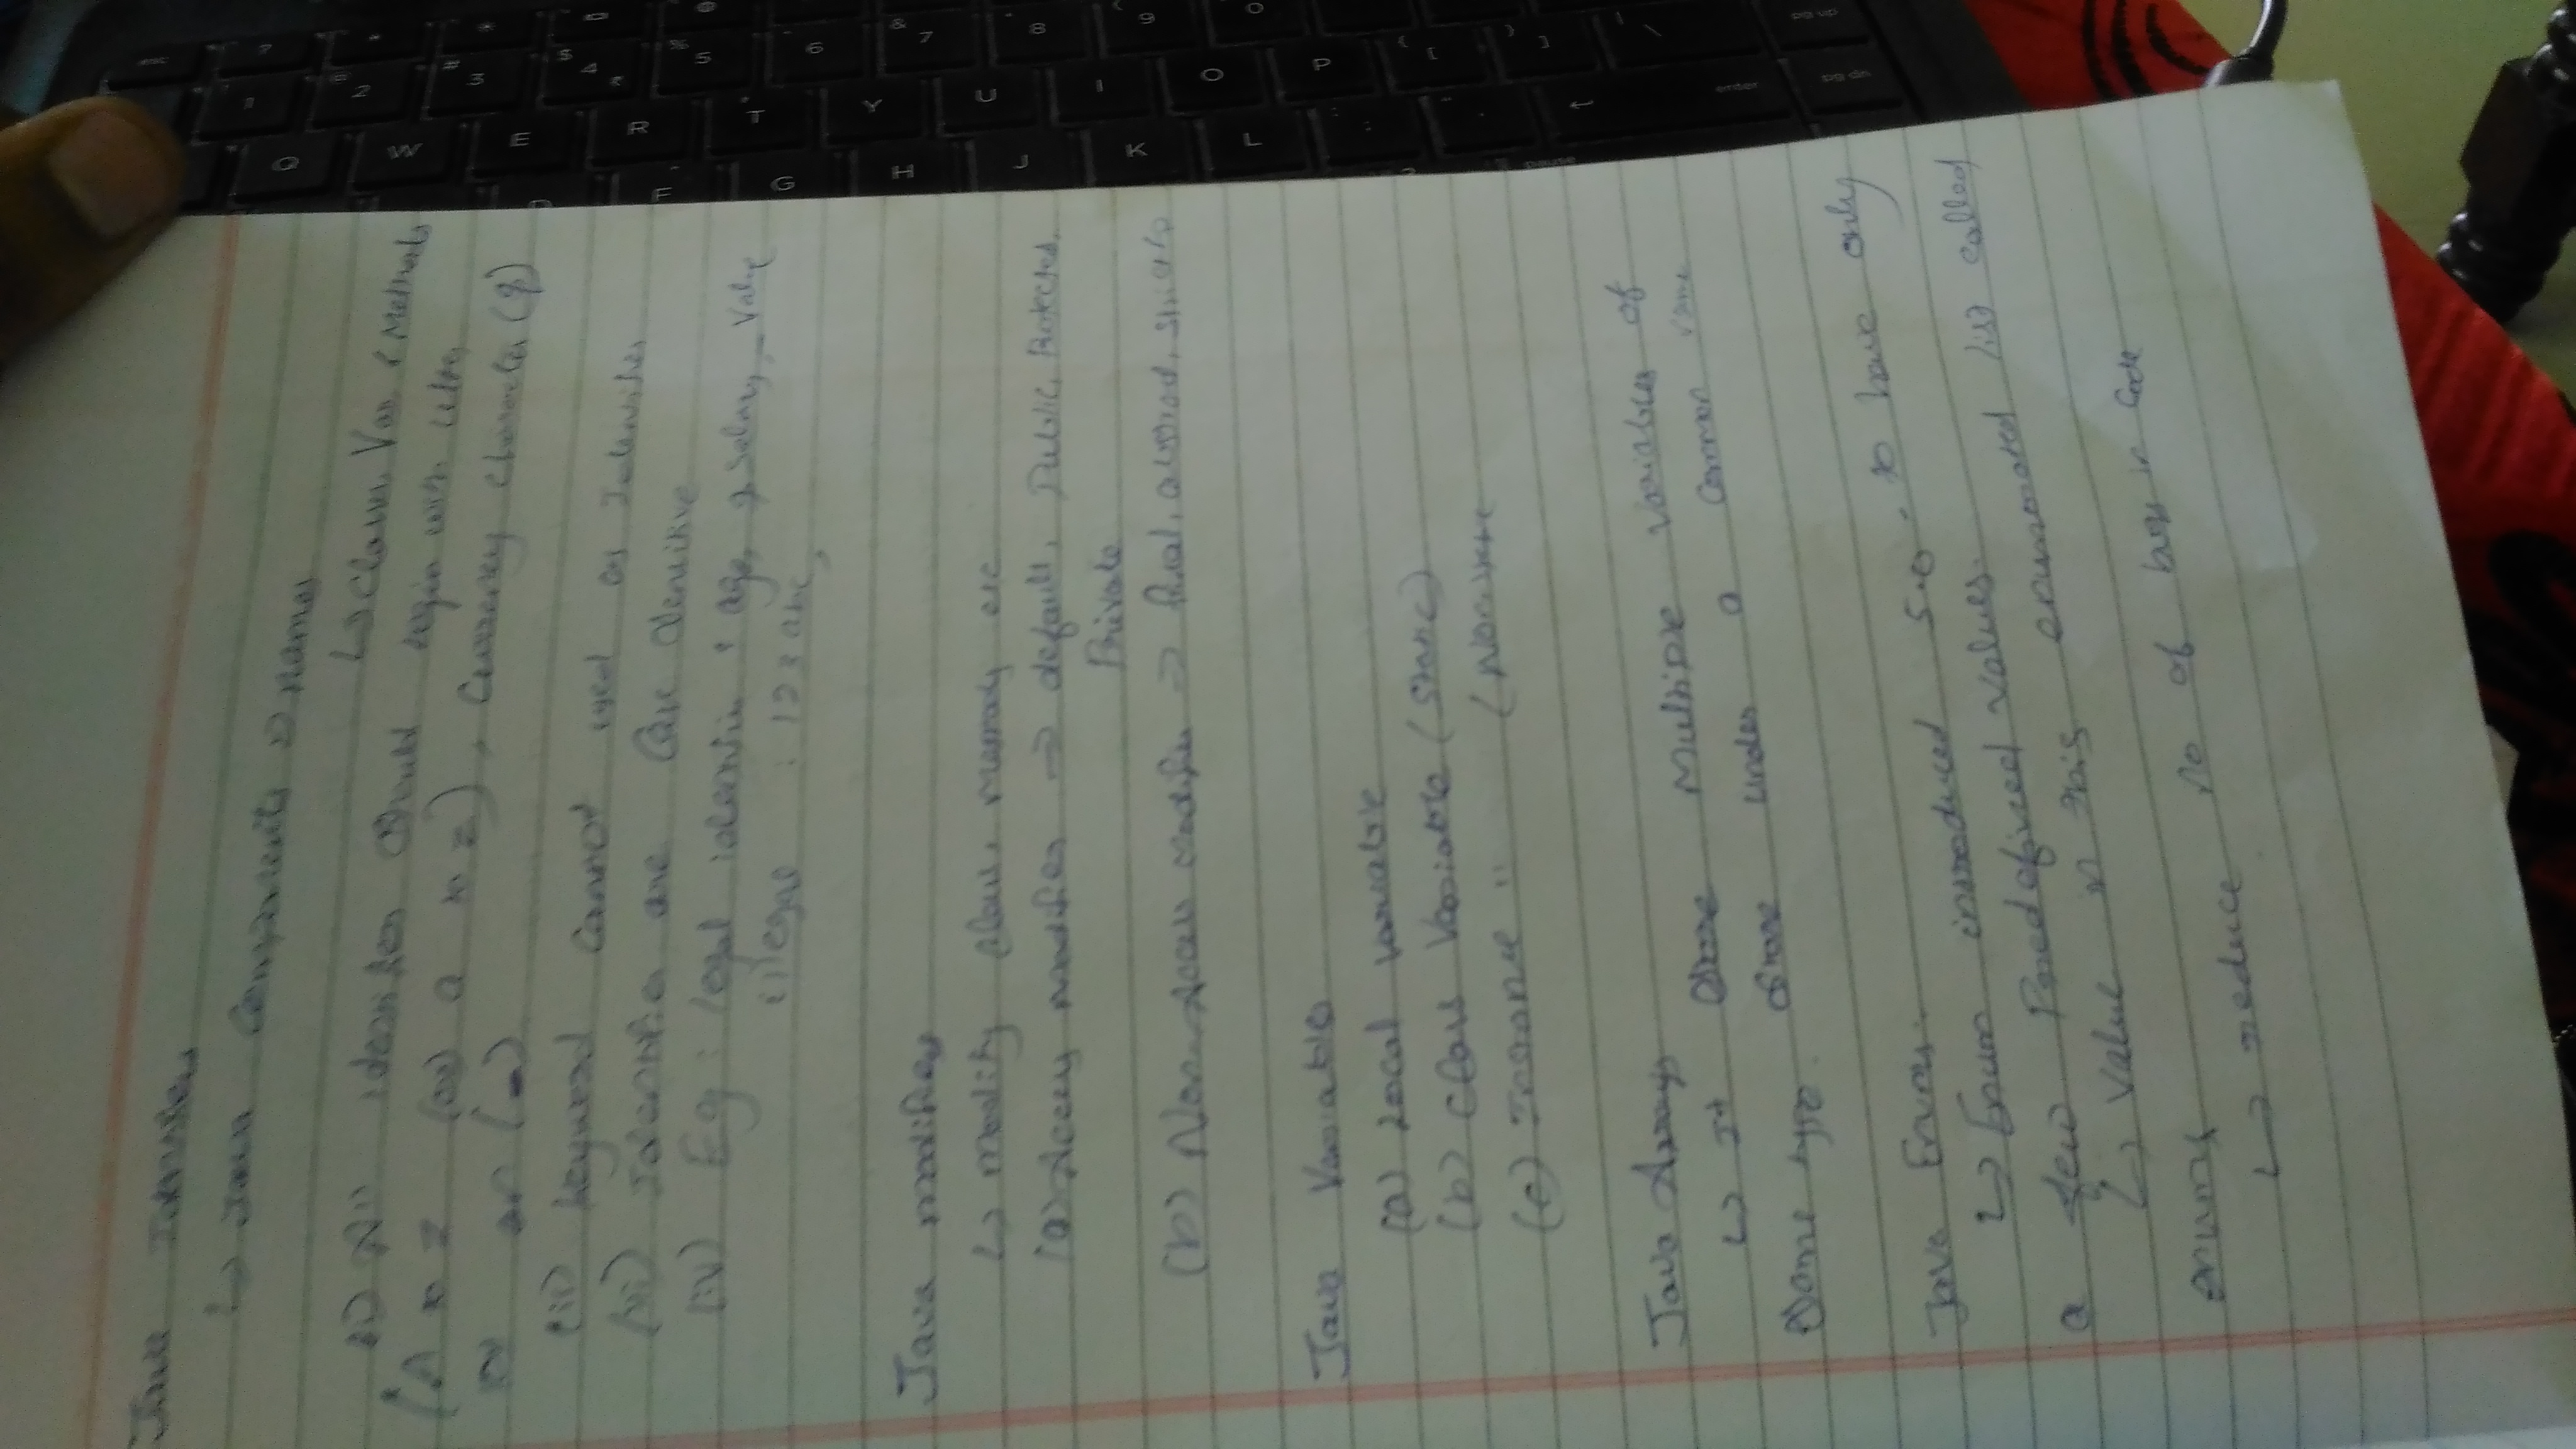 Java Identifiers
↳ Java Components ⇒ names
↳ Class, Var & Methods
(i) All identifiers should begin with letter
(A to Z (or) a to z), Currency character ($)
or (_)
(ii) keyword cannot used as Identifier
(iii) Identifier are Case Sensitive
(iv) Eg : legal identifier : age, $ salary, _ value
illegal : 123 abc,
Java modifiers
↳ modify class, etc
(a) Access modifier ⇒ default, Public, Protected,
Private
(b) Non-Access modifier ⇒ final, abstract, strictfp
Java Variable
(a) Local variable
(b) Class Variable (static)
(c) Instance " (Non-static
Java Arrays
↳ It store Multiple variables of
Same type. store under a common name
Java Enums.
↳ Enum introduced 5.0. to have only
a few Predefined values.
↳ Value in this enumerated list called
enums
↳ reduce no of bugs in Code